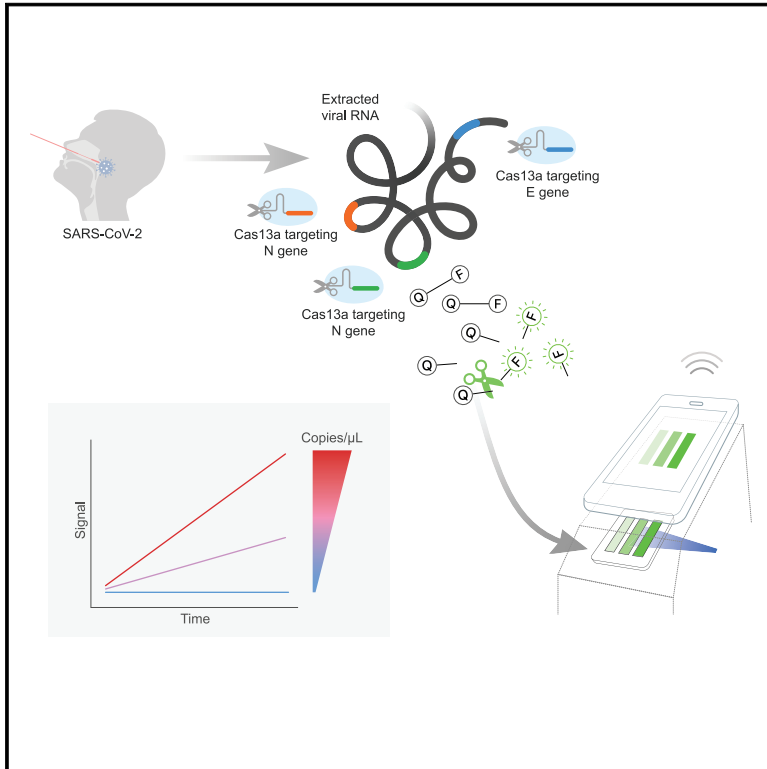 Extracted
viral RNA
SARS-CoV-2
Cas13a targeting
E gene
Cas13a targeting
N gene
Cas13a targeting
N gene
Q F
Q F
F
Q
F
F
Q
Q
Copies/μL
Signal
Time